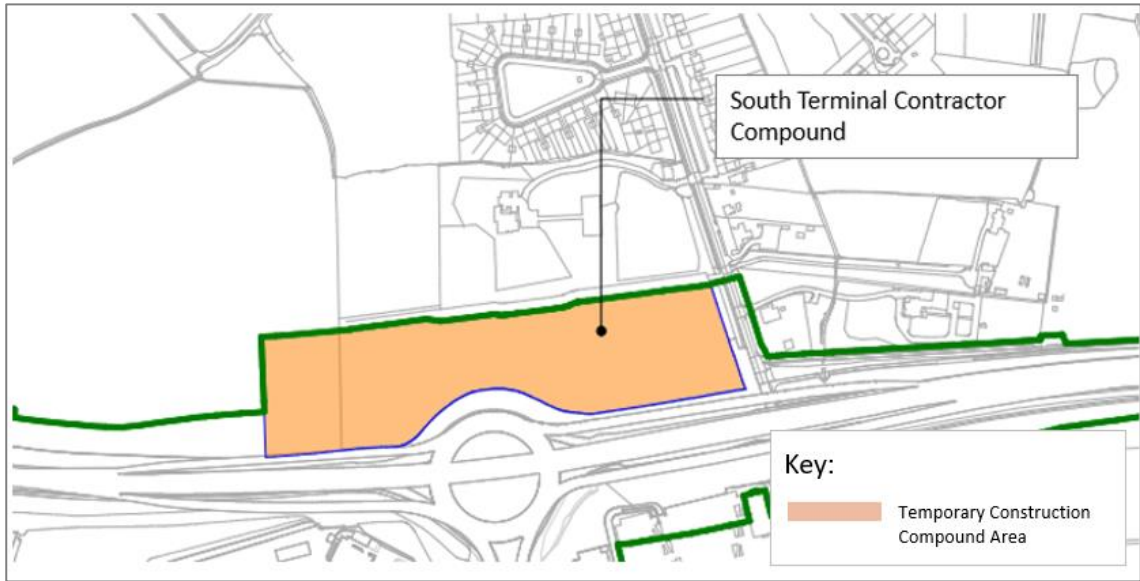 South Terminal Contractor
Compound
Key:
Temporary Construction
Compound Area